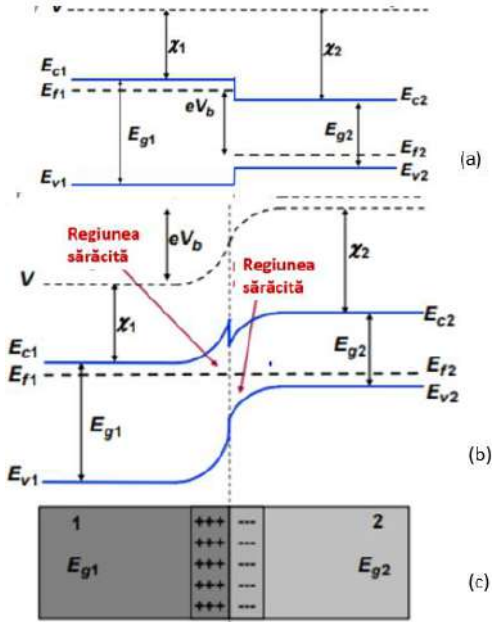 V
χ1
χ2
Ec1
Ef1
eVb
Ec2
Eg1
Eg2
Ef2
Ev1
Ev2
(a)
Regiunea
sărăcită
eVb
Regiunea
sărăcită
V
χ1
χ2
Ec1
Ec2
Ef1
Eg2
Ef2
Ev2
Eg1
Ev1
(b)
1
+++ ---
2
+++ ---
Eg1
+++ ---
Eg2
+++ ---
+++ ---
(c)